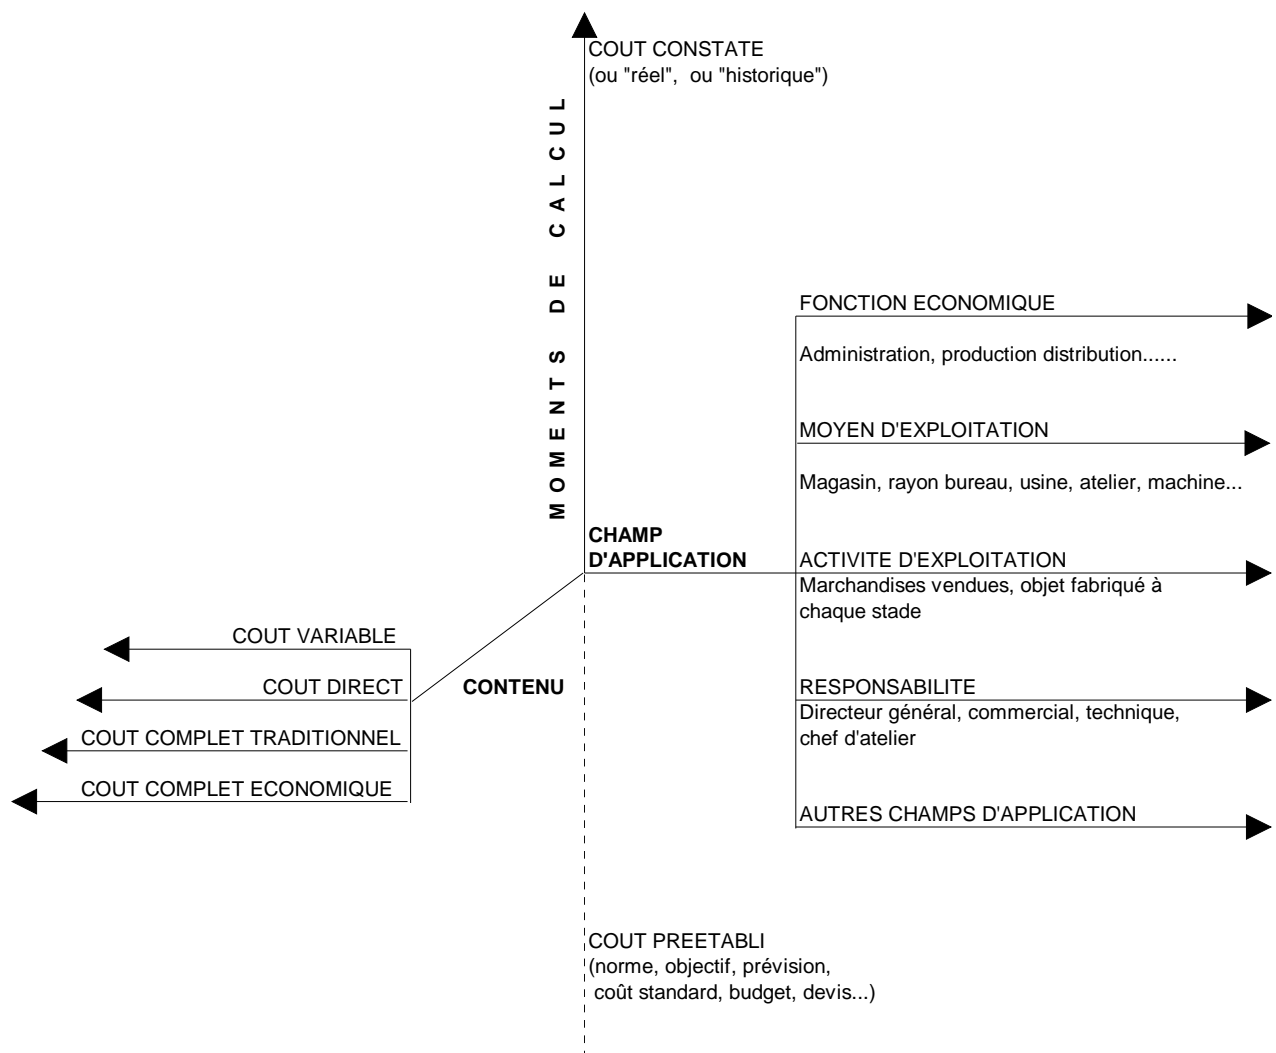 COUT CONSTATE
(ou "réel",  ou "historique")
MOMENTS DE CALCUL
FONCTION ECONOMIQUE
Administration, production distribution......
MOYEN D'EXPLOITATION
Magasin, rayon bureau, usine, atelier, machine...
CHAMP
D'APPLICATION
ACTIVITE D'EXPLOITATION
Marchandises vendues, objet fabriqué à
chaque stade
COUT VARIABLE
COUT DIRECT
CONTENU
COUT COMPLET TRADITIONNEL
COUT COMPLET ECONOMIQUE
RESPONSABILITE
Directeur général, commercial, technique,
chef d'atelier
AUTRES CHAMPS D'APPLICATION
COUT PREETABLI
(norme, objectif, prévision,
coût standard, budget, devis...)